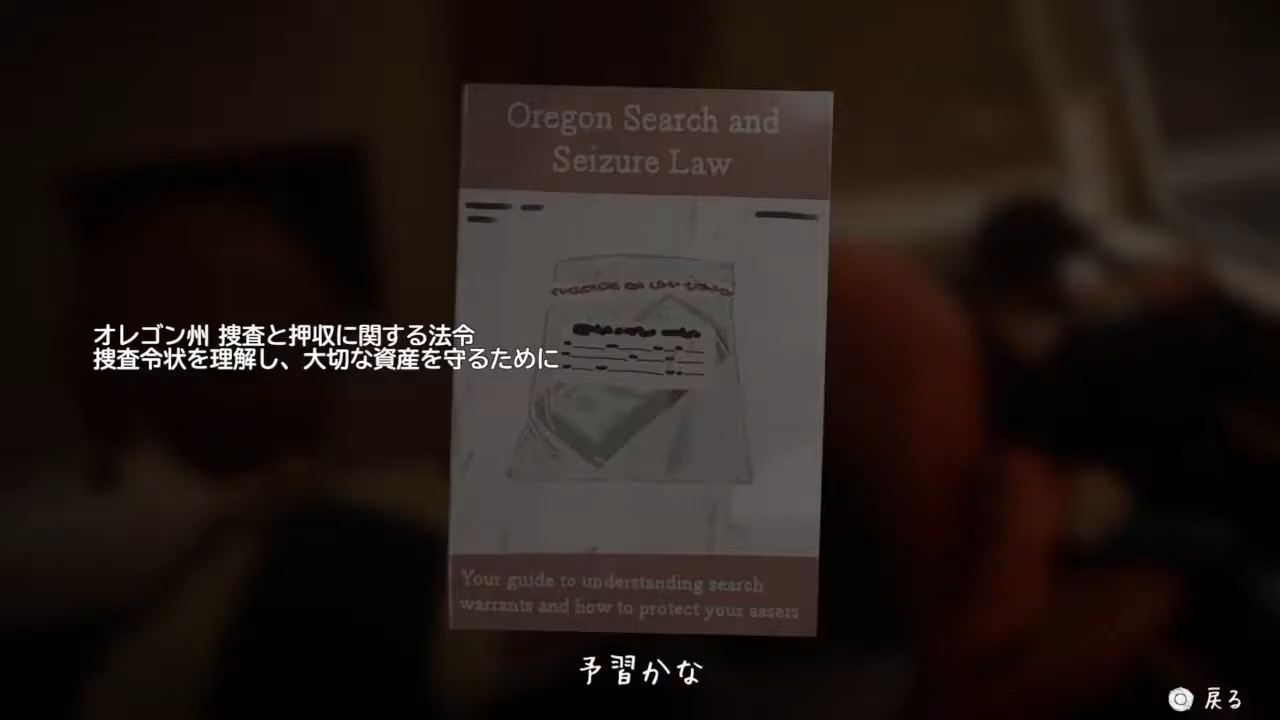 Oregon Search and
Seizure Law
オレゴン州 捜査と押収に関する法令
捜査令状を理解し、大切な資産を守るために
Your guide to understanding search
warrants and how to protect your assets
予習かな
戻る